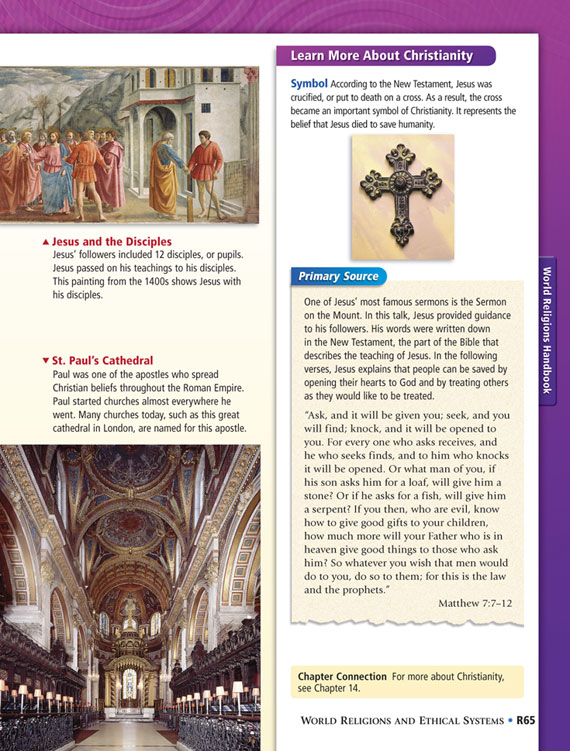 ▲ Jesus and the Disciples
Jesus' followers included 12 disciples, or pupils.
Jesus passed on his teachings to his disciples.
This painting from the 1400s shows Jesus with
his disciples.
▼ St. Paul's Cathedral
Paul was one of the apostles who spread
Christian beliefs throughout the Roman Empire.
Paul started churches almost everywhere he
went. Many churches today, such as this great
cathedral in London, are named for this apostle.
Learn More About Christianity
Symbol According to the New Testament, Jesus was
crucified, or put to death on a cross. As a result, the cross
became an important symbol of Christianity. It represents the
belief that Jesus died to save humanity.
Primary Source
One of Jesus' most famous sermons is the Sermon
on the Mount. In this talk, Jesus provided guidance
to his followers. His words were written down
in the New Testament, the part of the Bible that
describes the teaching of Jesus. In the following
verses, Jesus explains that people can be saved by
opening their hearts to God and by treating others
as they would like to be treated.
"Ask, and it will be given you; seek, and you
will find; knock, and it will be opened to
you. For every one who asks receives, and
he who seeks finds, and to him who knocks
it will be opened. Or what man of you, if
his son asks him for a loaf, will give him a
stone? Or if he asks for a fish, will give him
a serpent? If you then, who are evil, know
how to give good gifts to your children,
how much more will your Father who is in
heaven give good things to those who ask
him? So whatever you wish that men would
do to you, do so to them; for this is the law
and the prophets."
Matthew 7:7–12
Chapter Connection For more about Christianity,
see Chapter 14.
World Religions Handbook
WORLD RELIGIONS AND ETHICAL SYSTEMS • R65